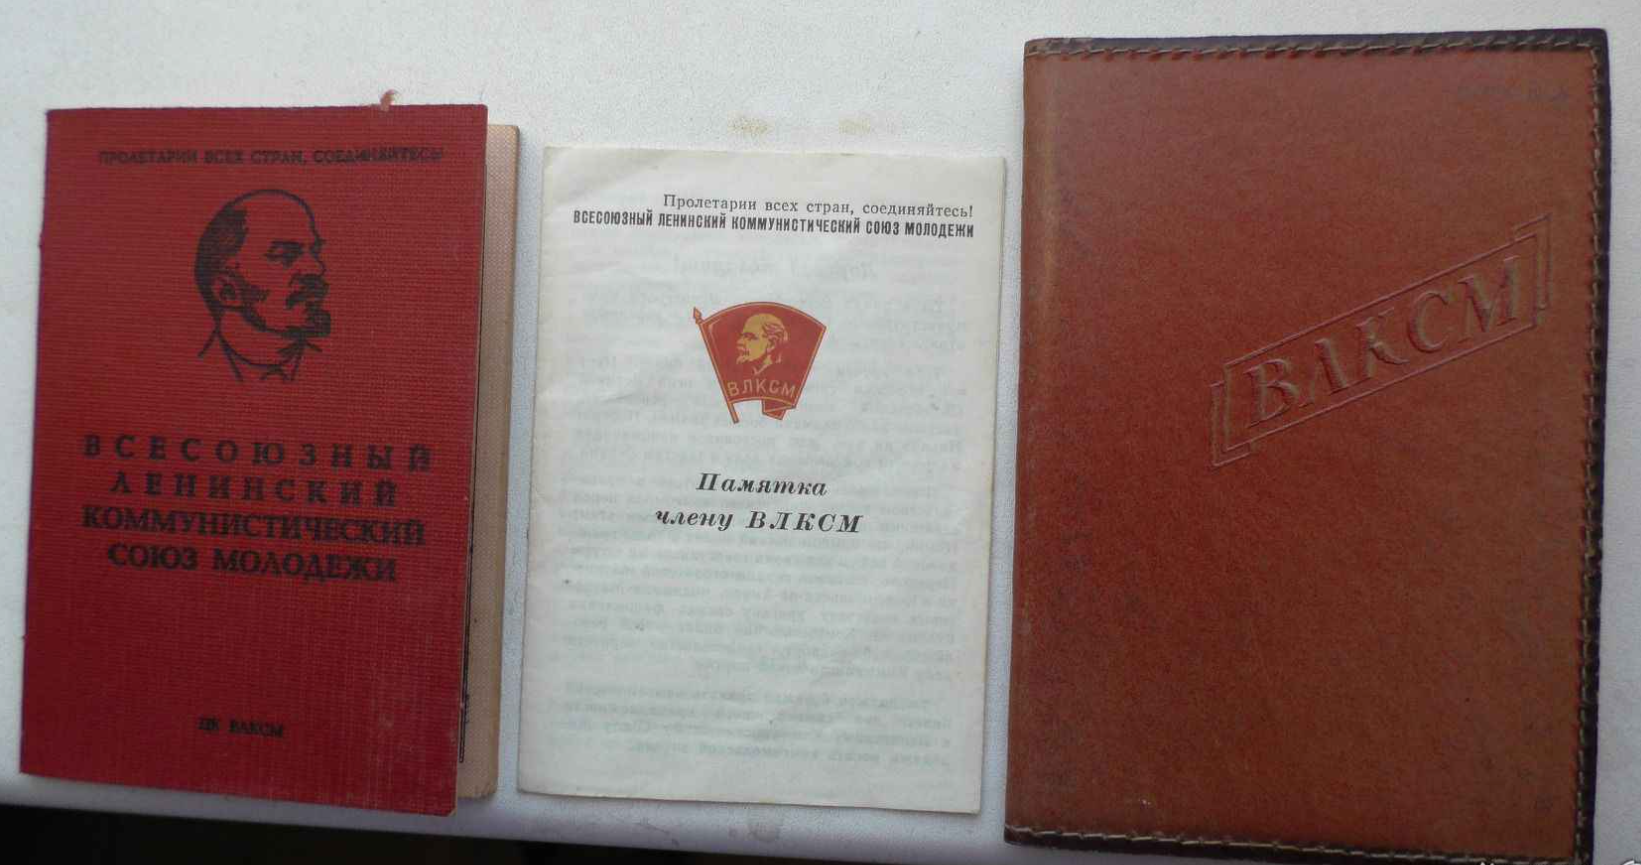 ПРОЛЕТАРИИ ВСЕХ СТРАН, СОЕДИНЯЙТЕСЬ!
ВСЕСОЮЗНЫЙ
ЛЕНИНСКИЙ
КОММУНИСТИЧЕСКИЙ
СОЮЗ МОЛОДЕЖИ
ЦК ВЛКСМ
Пролетарии всех стран, соединяйтесь!
ВСЕСОЮЗНЫЙ ЛЕНИНСКИЙ КОММУНИСТИЧЕСКИЙ СОЮЗ МОЛОДЕЖИ
ВЛКСМ
Памятка
члену ВЛКСМ
ВЛКСМ